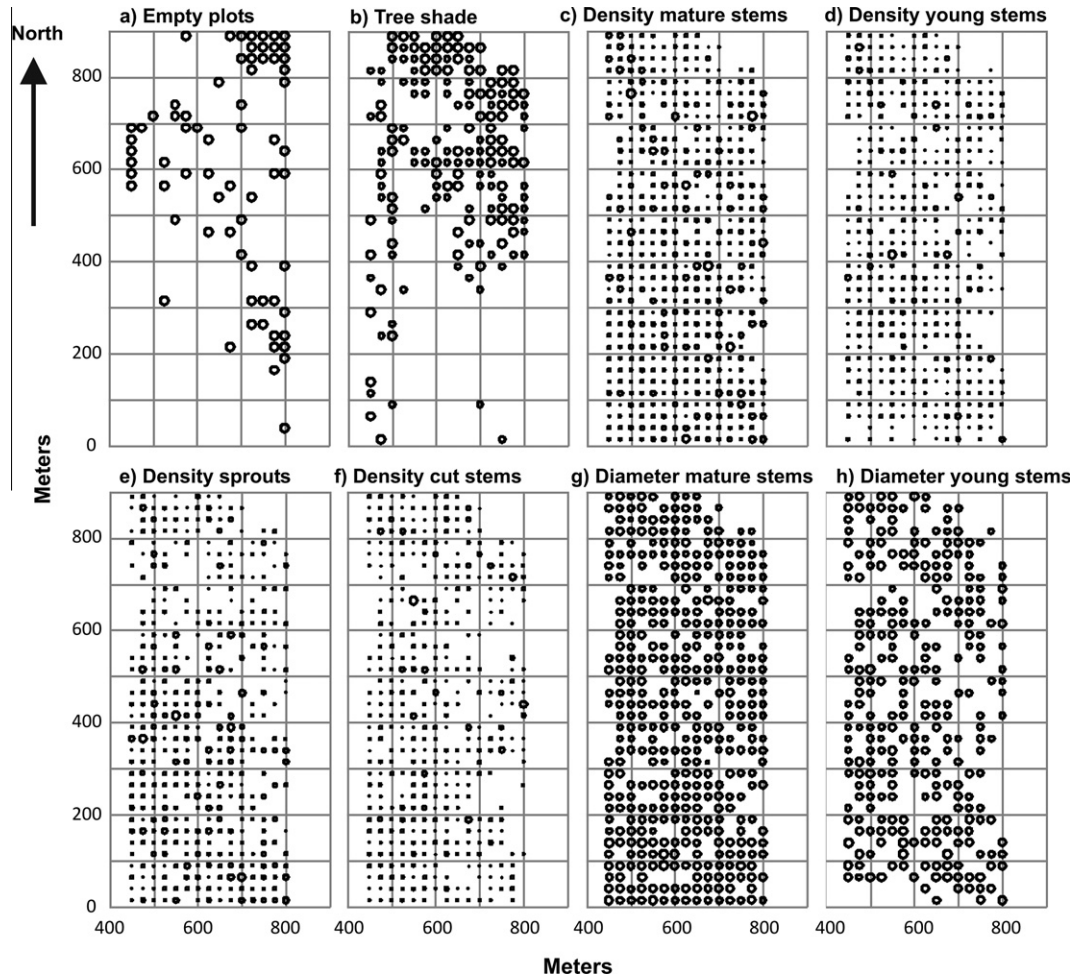 a) Empty plots
b) Tree shade
c) Density mature stems
d) Density young stems
North
800
600
400
200
0
Meters
e) Density sprouts
f) Density cut stems
g) Diameter mature stems
h) Diameter young stems
800
600
400
200
0
400 600 800 400 600 800 400 600 800 400 600 800
Meters